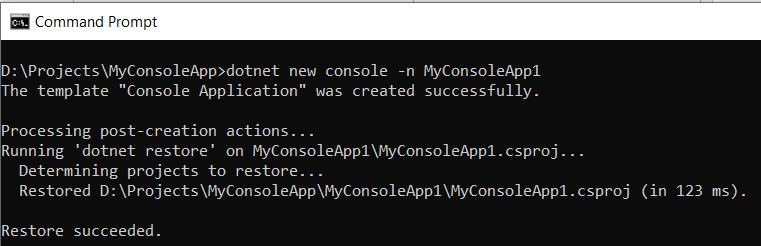 Command Prompt
D:\Projects\MyConsoleApp>dotnet new console -n MyConsoleApp1
The template "Console Application" was created successfully.
Processing post-creation actions...
Running 'dotnet restore' on MyConsoleApp1\MyConsoleApp1.csproj...
  Determining projects to restore...
  Restored D:\Projects\MyConsoleApp\MyConsoleApp1\MyConsoleApp1.csproj (in 123 ms).
Restore succeeded.